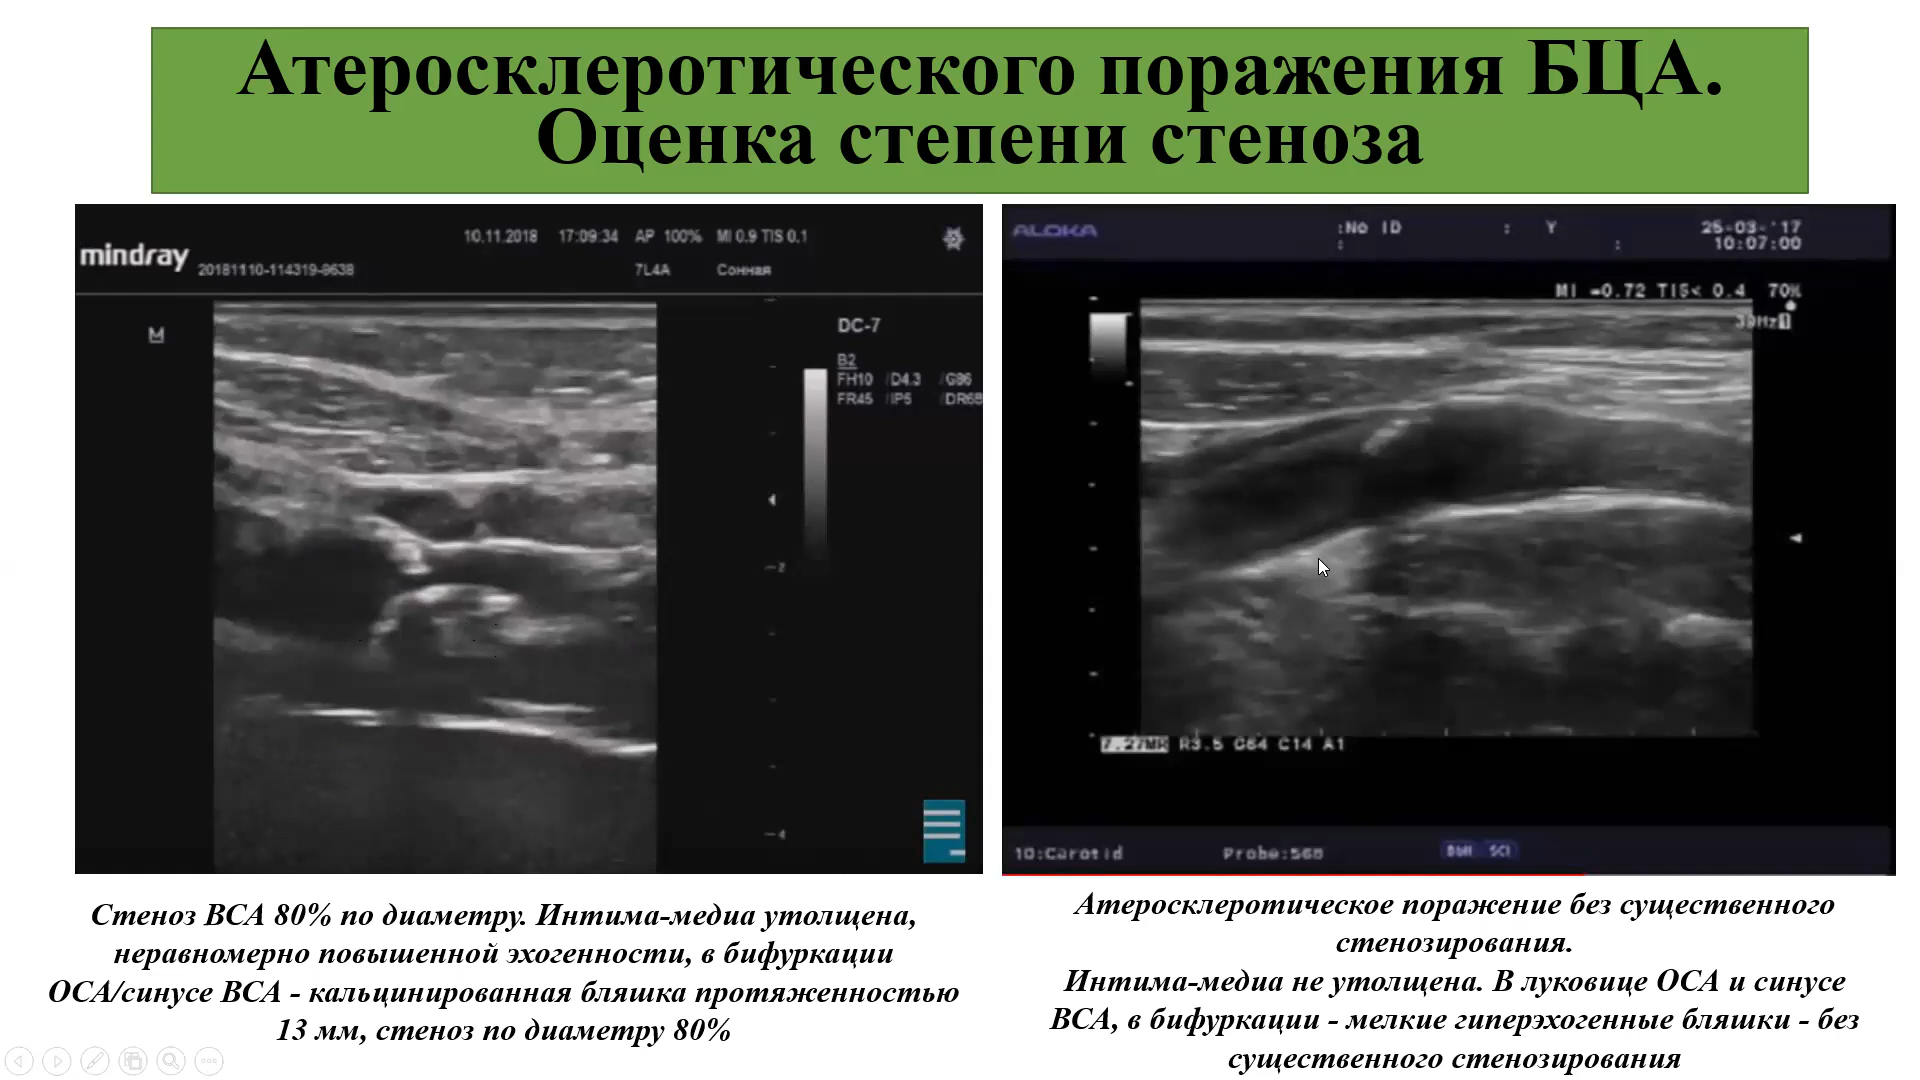 Атеросклеротического поражения БЦА.
Оценка степени стеноза
mindray
10.11.2018 17:09:34 AP 100% MI 0.9 TIS 0.1
20181110-114319-9638 7L4A Сонная
M
DC-7
B2
FH10 /D4.3 /G86
FR45 /IP5 /DR68
2
4
ALOKA :No ID : Y 25-03-'17
: : 10:07:00
MI =0.72 TIS< 0.4 70%
R3.5 G64 C14 A1
10:Carotid Probe:568
Стеноз ВСА 80% по диаметру. Интима-медиа утолщена,
неравномерно повышенной эхогенности, в бифуркации
ОСА/синусе ВСА - кальцинированная бляшка протяженностью
13 мм, стеноз по диаметру 80%
Атеросклеротическое поражение без существенного
стенозирования.
Интима-медиа не утолщена. В луковице ОСА и синусе
ВСА, в бифуркации - мелкие гиперэхогенные бляшки - без
существенного стенозирования